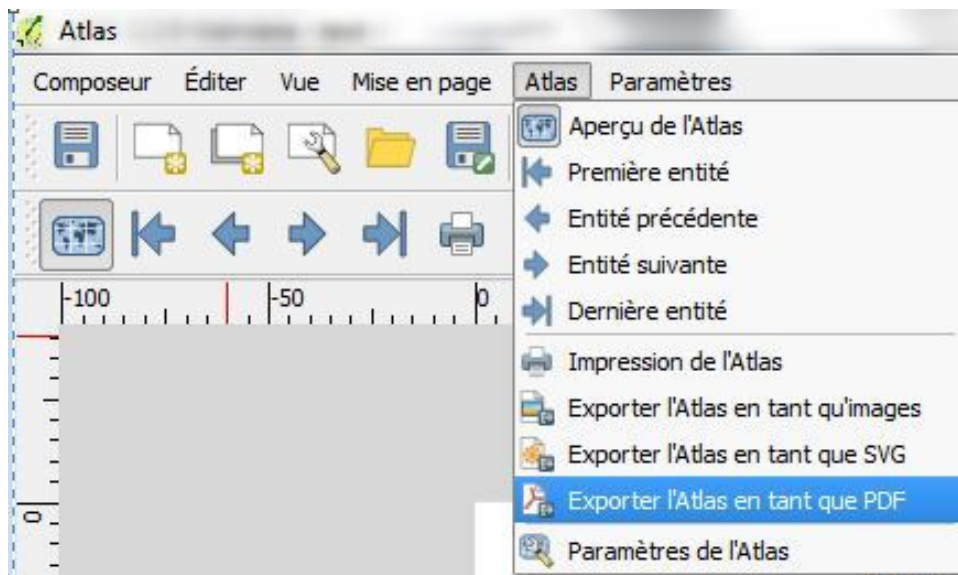 Atlas
Composeur Éditer Vue Mise en page Atlas Paramètres
Aperçu de l'Atlas
Première entité
Entité précédente
Entité suivante
Dernière entité
Impression de l'Atlas
Exporter l'Atlas en tant qu'images
Exporter l'Atlas en tant que SVG
Exporter l'Atlas en tant que PDF
Paramètres de l'Atlas
-100 -50 0
0